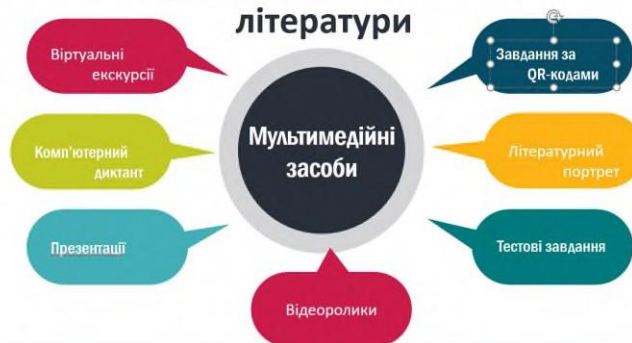 літератури
Віртуальні
екскурсії
Завдання за
QR-кодами
Мультимедійні
засоби
Комп'ютерний
диктант
Літературний
портрет
Презентації
Тестові завдання
Відеоролики